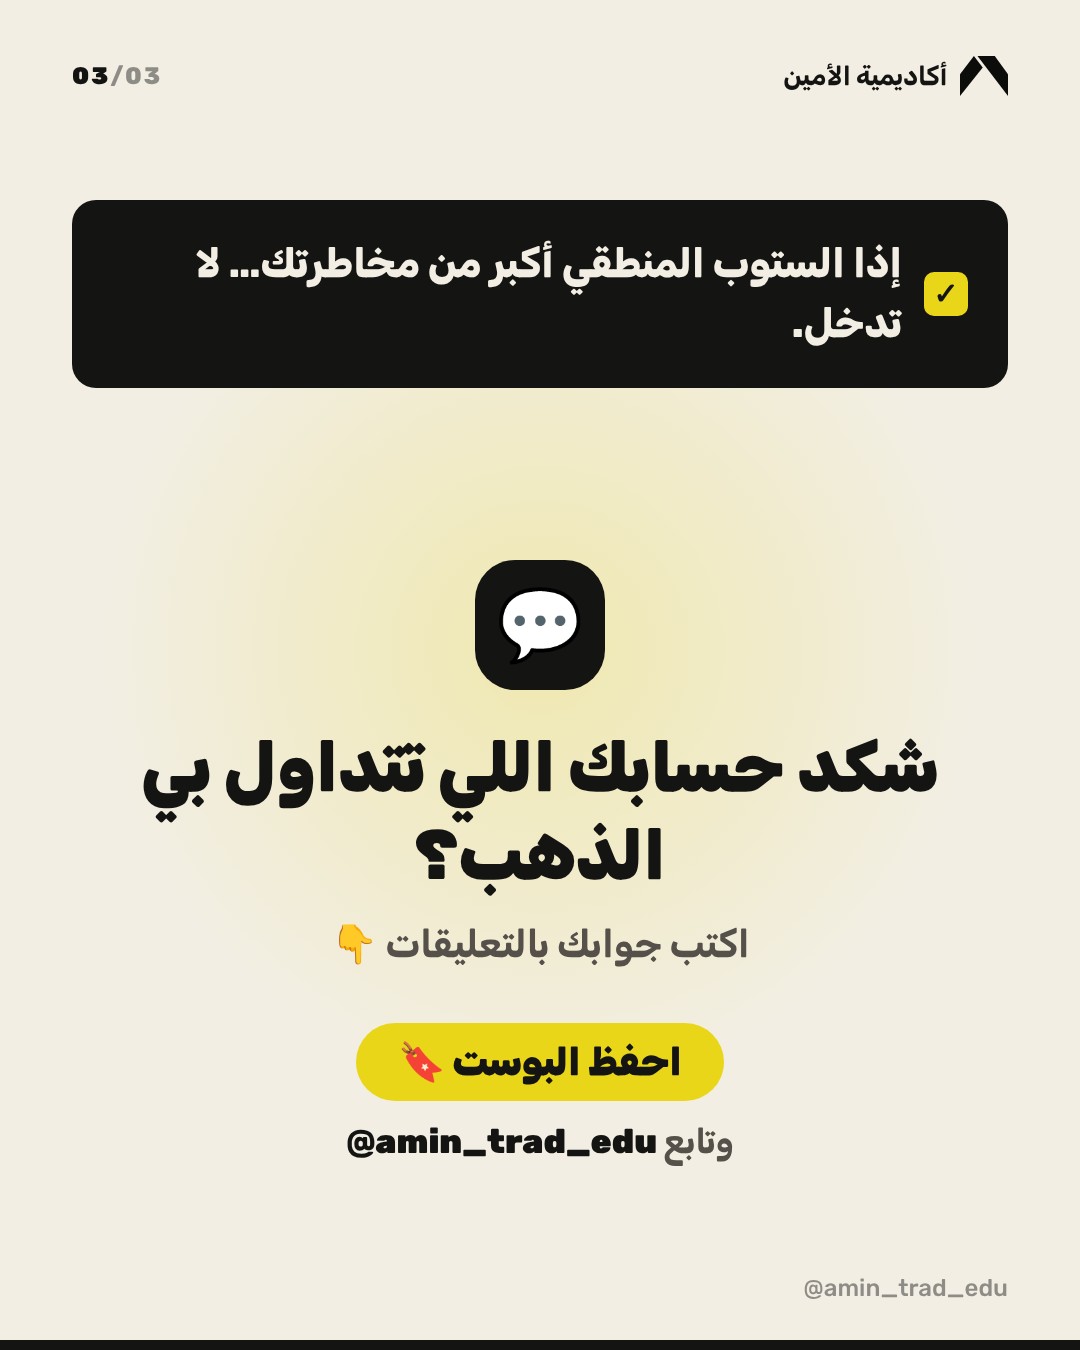 أكاديمية الأمين
03/03
✓ إذا الستوب المنطقي أكبر من مخاطرتك... لا
تدخل.
شكد حسابك اللي تتداول بي
الذهب؟
اكتب جوابك بالتعليقات 👇
احفظ البوست 🔖
وتابع @amin_trad_edu
@amin_trad_edu